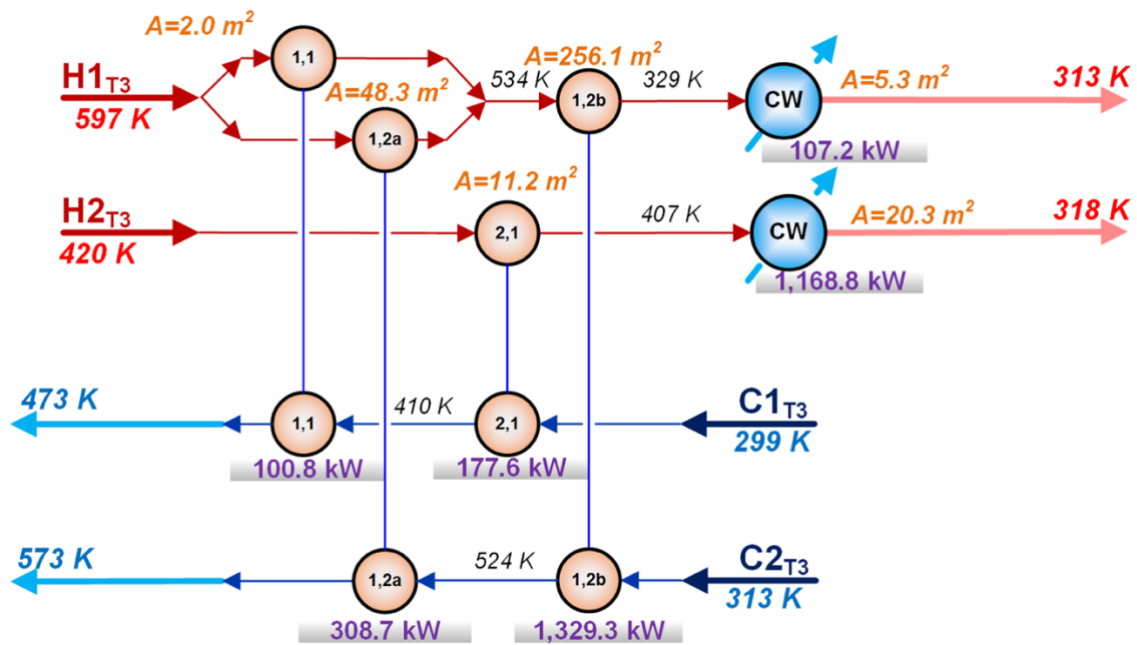 A=2.0 m²
1,1
H1T3
597 K
A=48.3 m²
1,2a
534 K
A=256.1 m²
1,2b
329 K
CW
A=5.3 m²
313 K
107.2 kW
H2T3
420 K
A=11.2 m²
2,1
407 K
CW
A=20.3 m²
318 K
1,168.8 kW
473 K
1,1
410 K
2,1
C1T3
299 K
100.8 kW
177.6 kW
573 K
1,2a
524 K
1,2b
C2T3
313 K
308.7 kW
1,329.3 kW